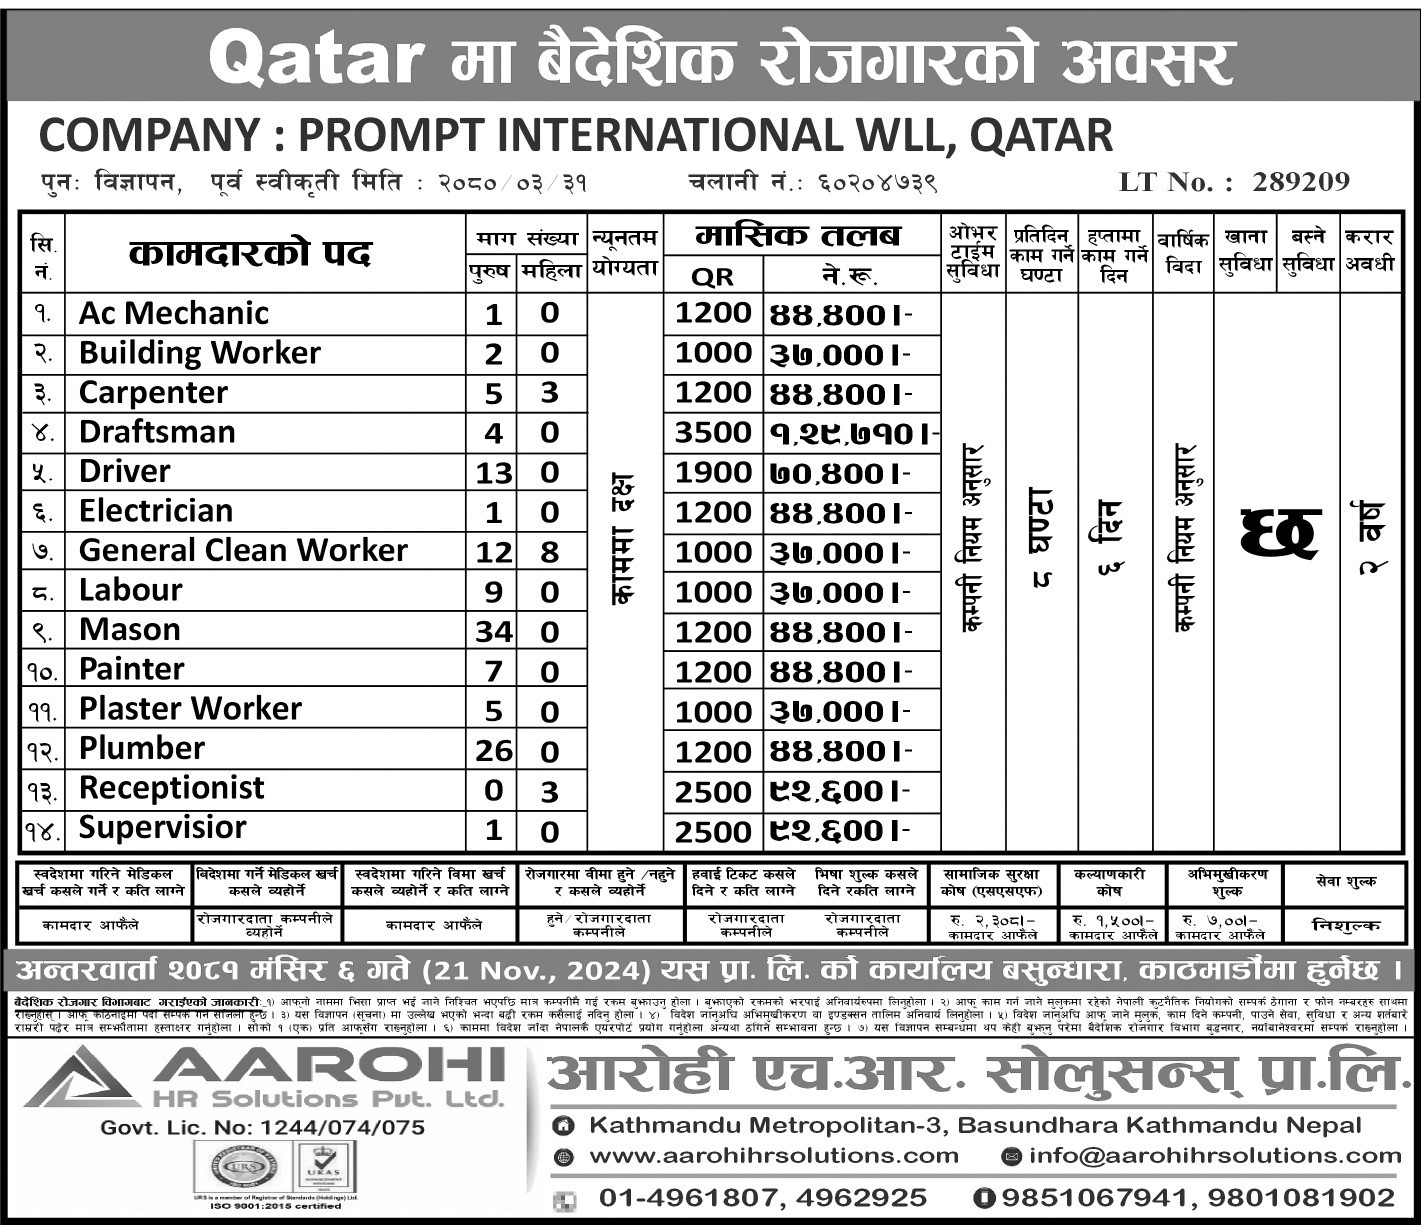 Qatar मा बैदेशिक रोजगारको अवसर
COMPANY : PROMPT INTERNATIONAL WLL, QATAR
पुनः विज्ञापन, पूर्व स्वीकृती मिति : २०८०/०३/३१ चलानी नं.: ६०२०४७३९ LT No. : 289209
सि. नं. कामदारको पद माग संख्या पुरुष महिला न्यूनतम योग्यता मासिक तलब QR ने.रू. ओभर टाईम सुविधा प्रतिदिन काम गर्ने घण्टा हप्तामा काम गर्ने दिन वार्षिक विदा खाना सुविधा बस्ने सुविधा करार अवधी
१. Ac Mechanic 1 0 1200 ४४,४००।-
२. Building Worker 2 0 1000 ३७,०००।-
३. Carpenter 5 3 1200 ४४,४००।-
४. Draftsman 4 0 3500 १,२९,७१०।-
५. Driver 13 0 1900 ७०,४००।-
६. Electrician 1 0 1200 ४४,४००।-
७. General Clean Worker 12 8 1000 ३७,०००।-
८. Labour 9 0 1000 ३७,०००।-
९. Mason 34 0 1200 ४४,४००।-
१०. Painter 7 0 1200 ४४,४००।-
११. Plaster Worker 5 0 1000 ३७,०००।-
१२. Plumber 26 0 1200 ४४,४००।-
१३. Receptionist 0 3 2500 ९२,६००।-
१४. Supervisior 1 0 2500 ९२,६००।-
काममा दक्ष
कम्पनी नियम अनुसार
८ घण्टा
६ दिन
कम्पनी नियम अनुसार
छ
२ वर्ष
स्वदेशमा गरिने मेडिकल खर्च कसले गर्ने र कति लाग्ने
बिदेशमा गर्ने मेडिकल खर्च कसले व्यहोर्ने
स्वदेशमा गरिने विमा खर्च कसले व्यहोर्ने र कति लाग्ने
रोजगारमा बीमा हुने /नहुने र कसले व्यहोर्ने
हवाई टिकट कसले दिने र कति लाग्ने
भिषा शुल्क कसले दिने रकति लाग्ने
सामाजिक सुरक्षा कोष (एसएसएफ)
कल्याणकारी कोष
अभिमुखीकरण शुल्क
सेवा शुल्क
कामदार आफैले
रोजगारदाता कम्पनीले व्यहोर्ने
कामदार आफैले
हुने/रोजगारदाता कम्पनीले
रोजगारदाता कम्पनीले
रोजगारदाता कम्पनीले
रु. २,३०८।– कामदार आफैले
रु. १,५००।– कामदार आफैले
रु. ७,००।– कामदार आफैले
निशुल्क
अन्तरवार्ता २०८१ मंसिर ६ गते (21 Nov., 2024) यस प्रा. लि. को कार्यालय बसुन्धारा, काठमाडौमा हुनेछ ।
बैदेशिक रोजगार विभागबाट गराईएको जानकारीः
AAROHI
HR Solutions Pvt. Ltd.
Govt. Lic. No: 1244/074/075
URS
UKAS
MANAGEMENT SYSTEMS
URS is a member of Registrar of Standards (Holdings) Ltd.
ISO 9001:2015 certified
आरोही एच.आर. सोलुसन्स् प्रा.लि.
Kathmandu Metropolitan-3, Basundhara Kathmandu Nepal
www.aarohihrsolutions.com info@aarohihrsolutions.com
01-4961807, 4962925 9851067941, 9801081902